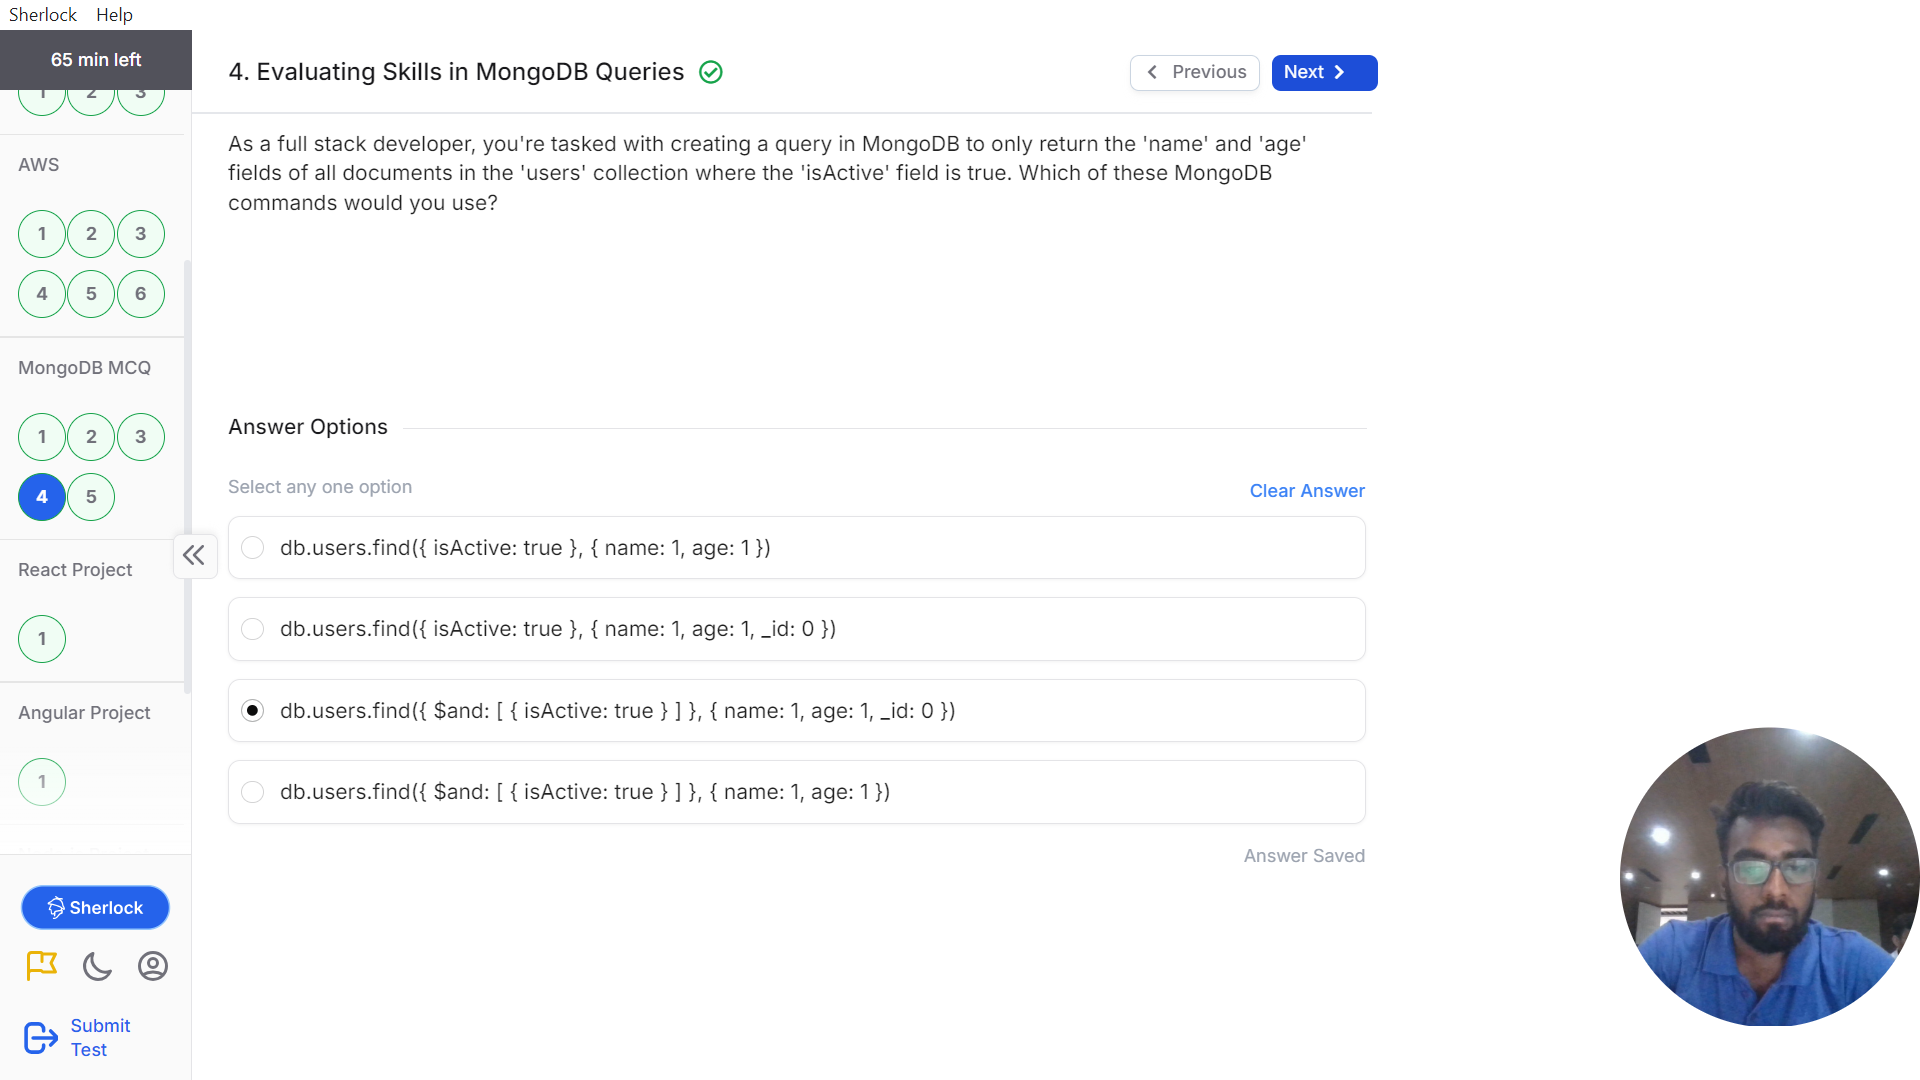 Sherlock Help
65 min left
1 2 3
AWS
1 2 3
4 5 6
MongoDB MCQ
1 2 3
4 5
React Project
1
Angular Project
1
Sherlock
Submit
Test
4. Evaluating Skills in MongoDB Queries
Previous
Next
As a full stack developer, you're tasked with creating a query in MongoDB to only return the 'name' and 'age'
fields of all documents in the 'users' collection where the 'isActive' field is true. Which of these MongoDB
commands would you use?
Answer Options
Select any one option
Clear Answer
db.users.find({ isActive: true }, { name: 1, age: 1 })
db.users.find({ isActive: true }, { name: 1, age: 1, _id: 0 })
db.users.find({ $and: [ { isActive: true } ] }, { name: 1, age: 1, _id: 0 })
db.users.find({ $and: [ { isActive: true } ] }, { name: 1, age: 1 })
Answer Saved